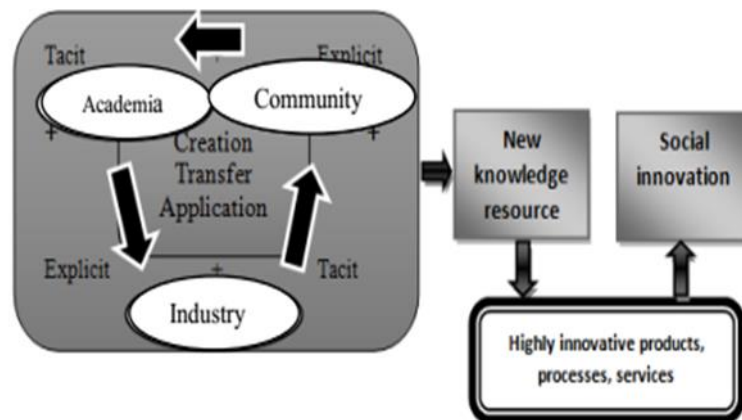 Tacit
Explicit
Academia
Community
+
+
Creation
Transfer
Application
Explicit
+
Tacit
Industry
New
knowledge
resource
Social
innovation
Highly innovative products,
processes, services